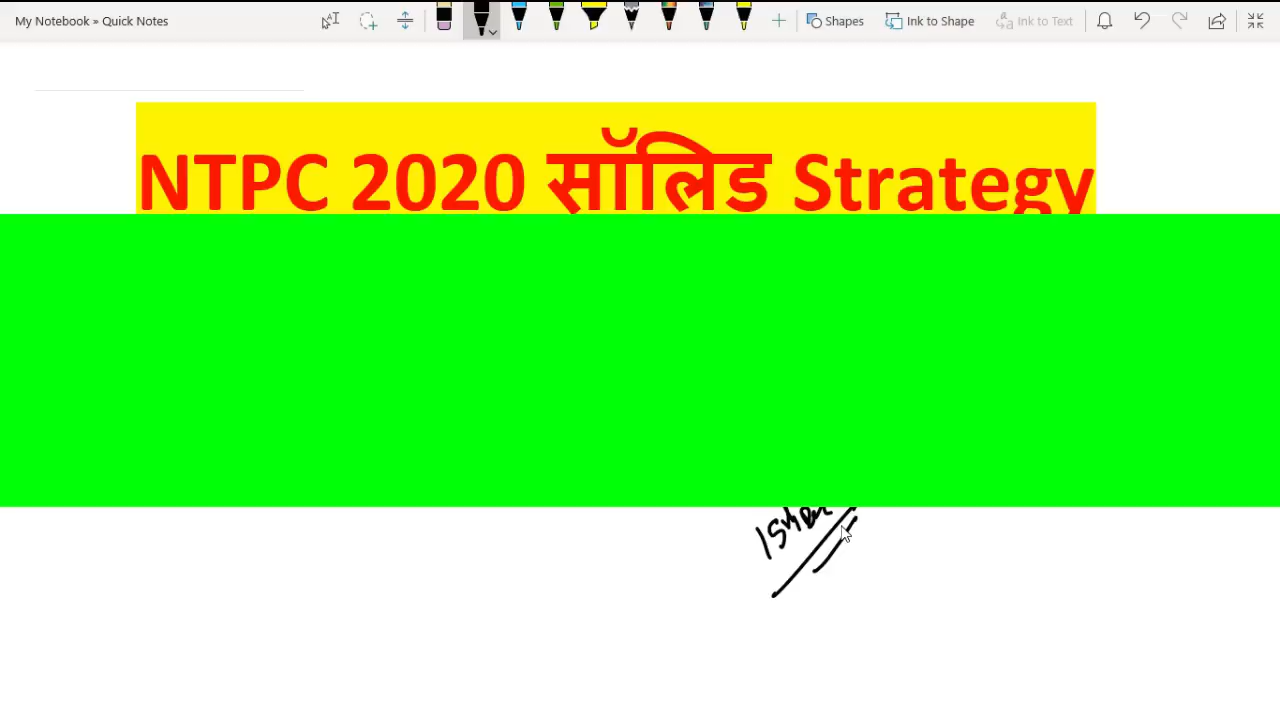 My Notebook » Quick Notes
Shapes
Ink to Shape
Ink to Text
NTPC 2020 सॉलिड Strategy